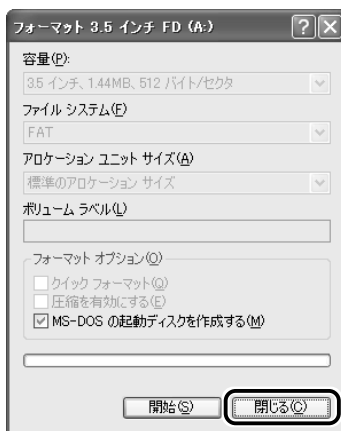 フォーマット 3.5 インチ FD (A:)
容量(P):
3.5 インチ、1.44MB、512 バイト/セクタ
ファイル システム(F)
FAT
アロケーション ユニット サイズ(A)
標準のアロケーション サイズ
ボリューム ラベル(L)
フォーマット オプション(O)
クイック フォーマット(Q)
圧縮を有効にする(E)
MS-DOS の起動ディスクを作成する(M)
開始(S) 閉じる(C)